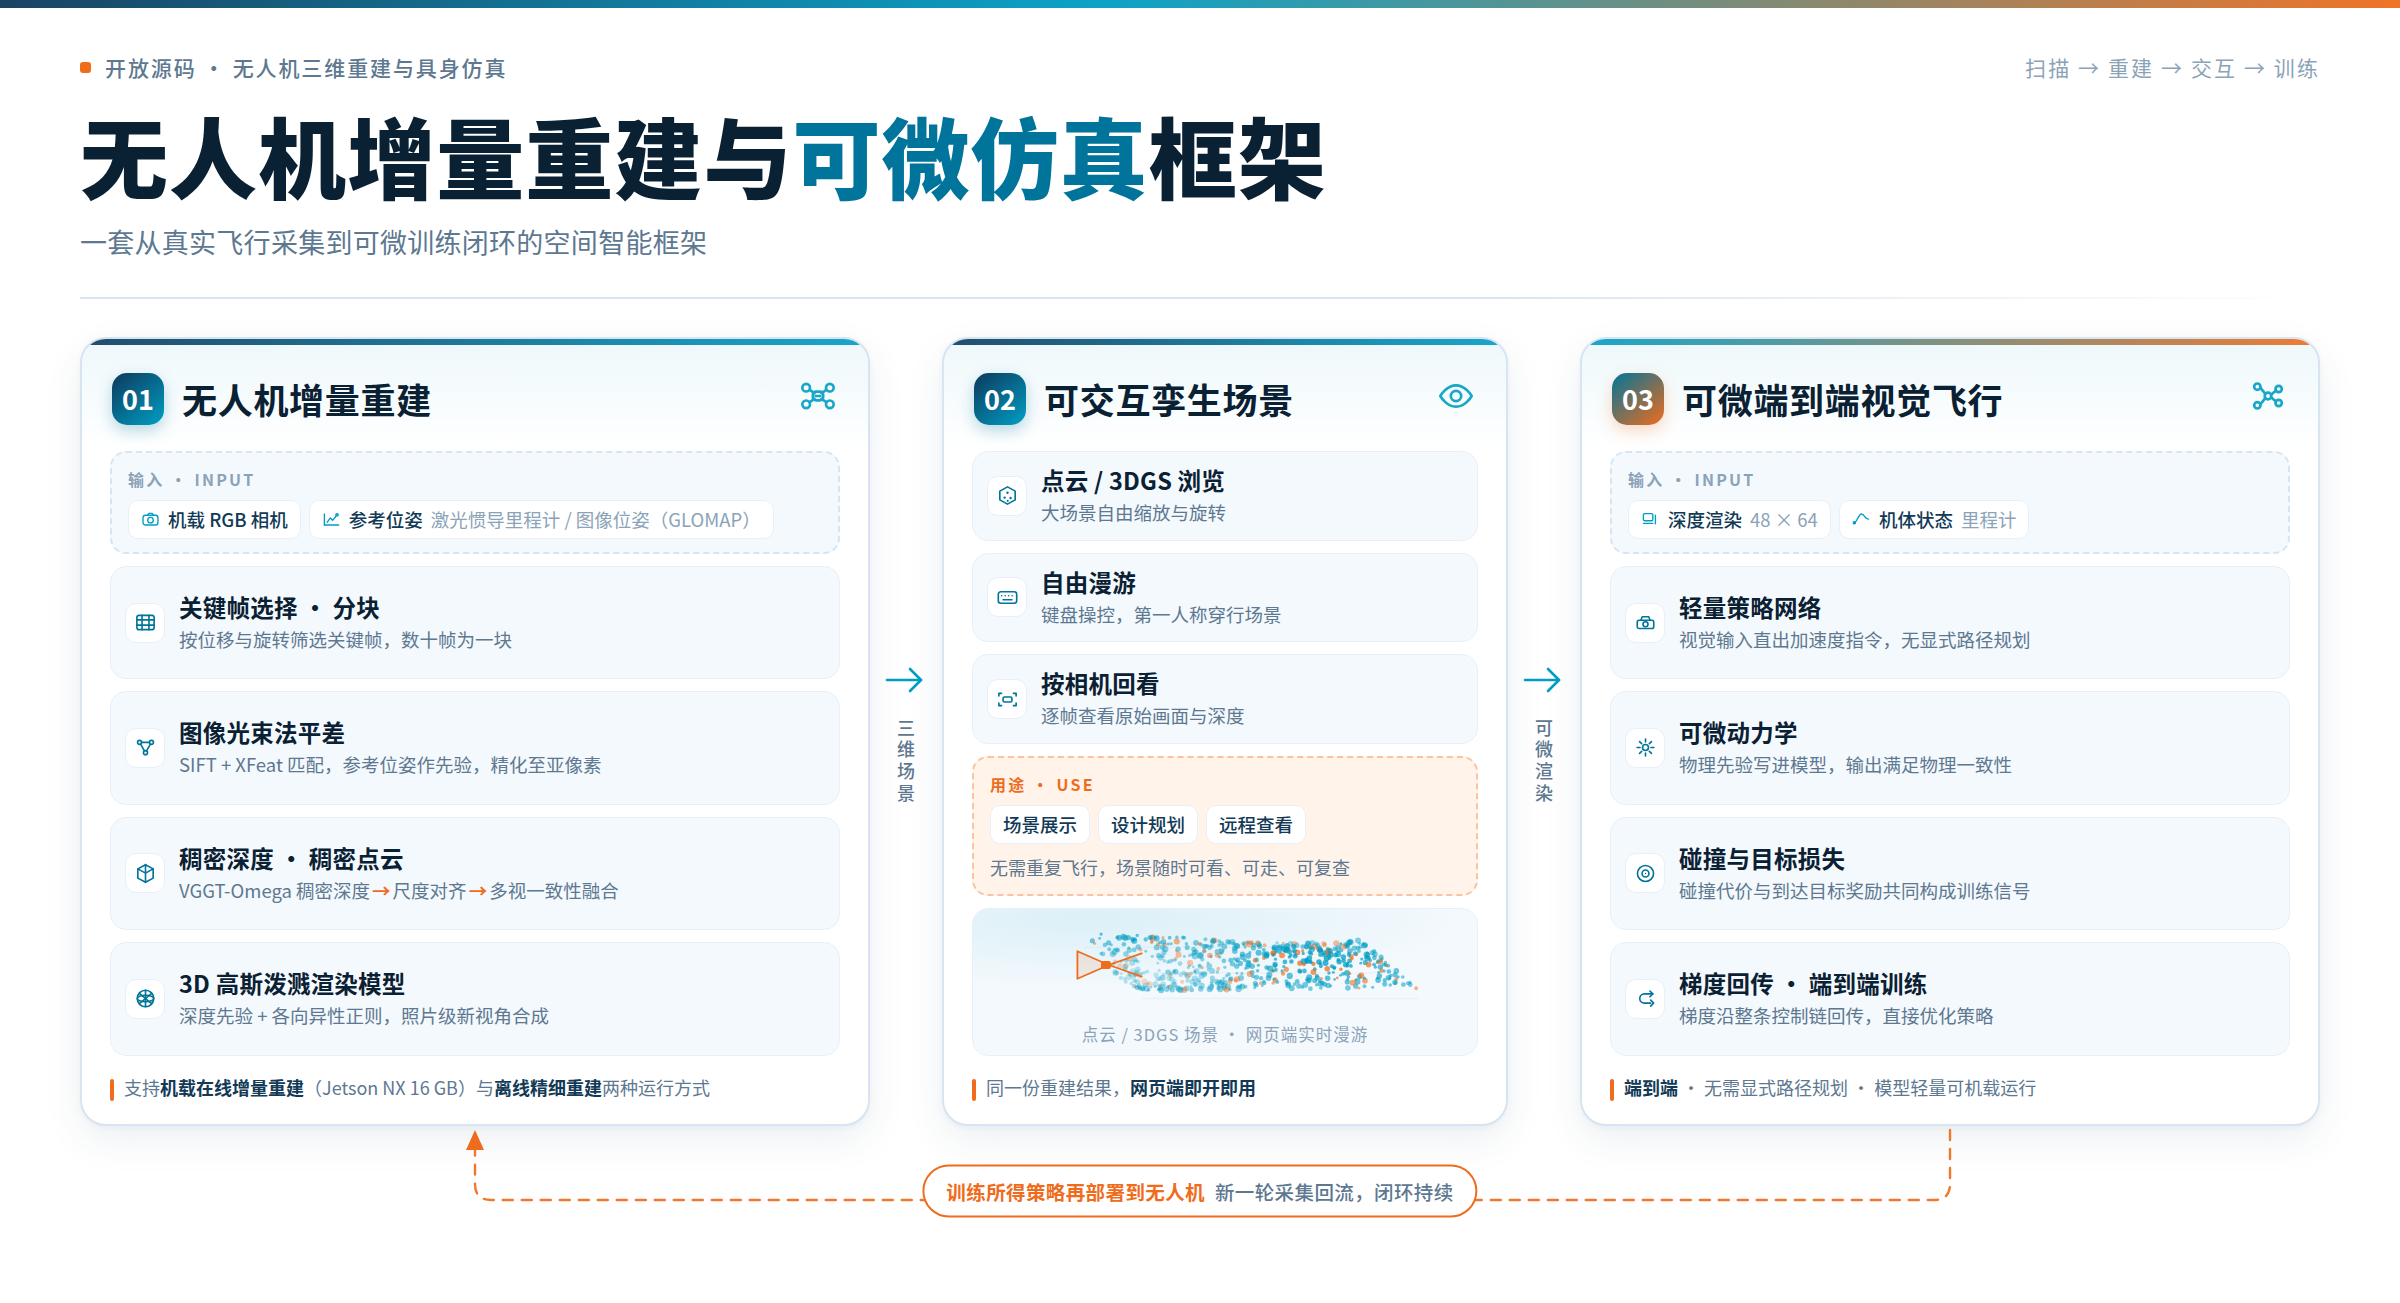 开放源码 · 无人机三维重建与具身仿真
扫描 → 重建 → 交互 → 训练
无人机增量重建与可微仿真框架
一套从真实飞行采集到可微训练闭环的空间智能框架
01 无人机增量重建
输入 · INPUT
机载 RGB 相机
参考位姿 激光惯导里程计 / 图像位姿（GLOMAP）
关键帧选择 · 分块
按位移与旋转筛选关键帧，数十帧为一块
图像光束法平差
SIFT + XFeat 匹配，参考位姿作先验，精化至亚像素
稠密深度 · 稠密点云
VGGT-Omega 稠密深度→尺度对齐→多视一致性融合
3D 高斯泼溅渲染模型
深度先验 + 各向异性正则，照片级新视角合成
支持机载在线增量重建（Jetson NX 16 GB）与离线精细重建两种运行方式
三维场景
02 可交互孪生场景
点云 / 3DGS 浏览
大场景自由缩放与旋转
自由漫游
键盘操控，第一人称穿行场景
按相机回看
逐帧查看原始画面与深度
用途 · USE
场景展示 设计规划 远程查看
无需重复飞行，场景随时可看、可走、可复查
点云 / 3DGS 场景 · 网页端实时漫游
同一份重建结果，网页端即开即用
可微渲染
03 可微端到端视觉飞行
输入 · INPUT
深度渲染 48 × 64
机体状态 里程计
轻量策略网络
视觉输入直出加速度指令，无显式路径规划
可微动力学
物理先验写进模型，输出满足物理一致性
碰撞与目标损失
碰撞代价与到达目标奖励共同构成训练信号
梯度回传 · 端到端训练
梯度沿整条控制链回传，直接优化策略
端到端 · 无需显式路径规划 · 模型轻量可机载运行
训练所得策略再部署到无人机 新一轮采集回流，闭环持续